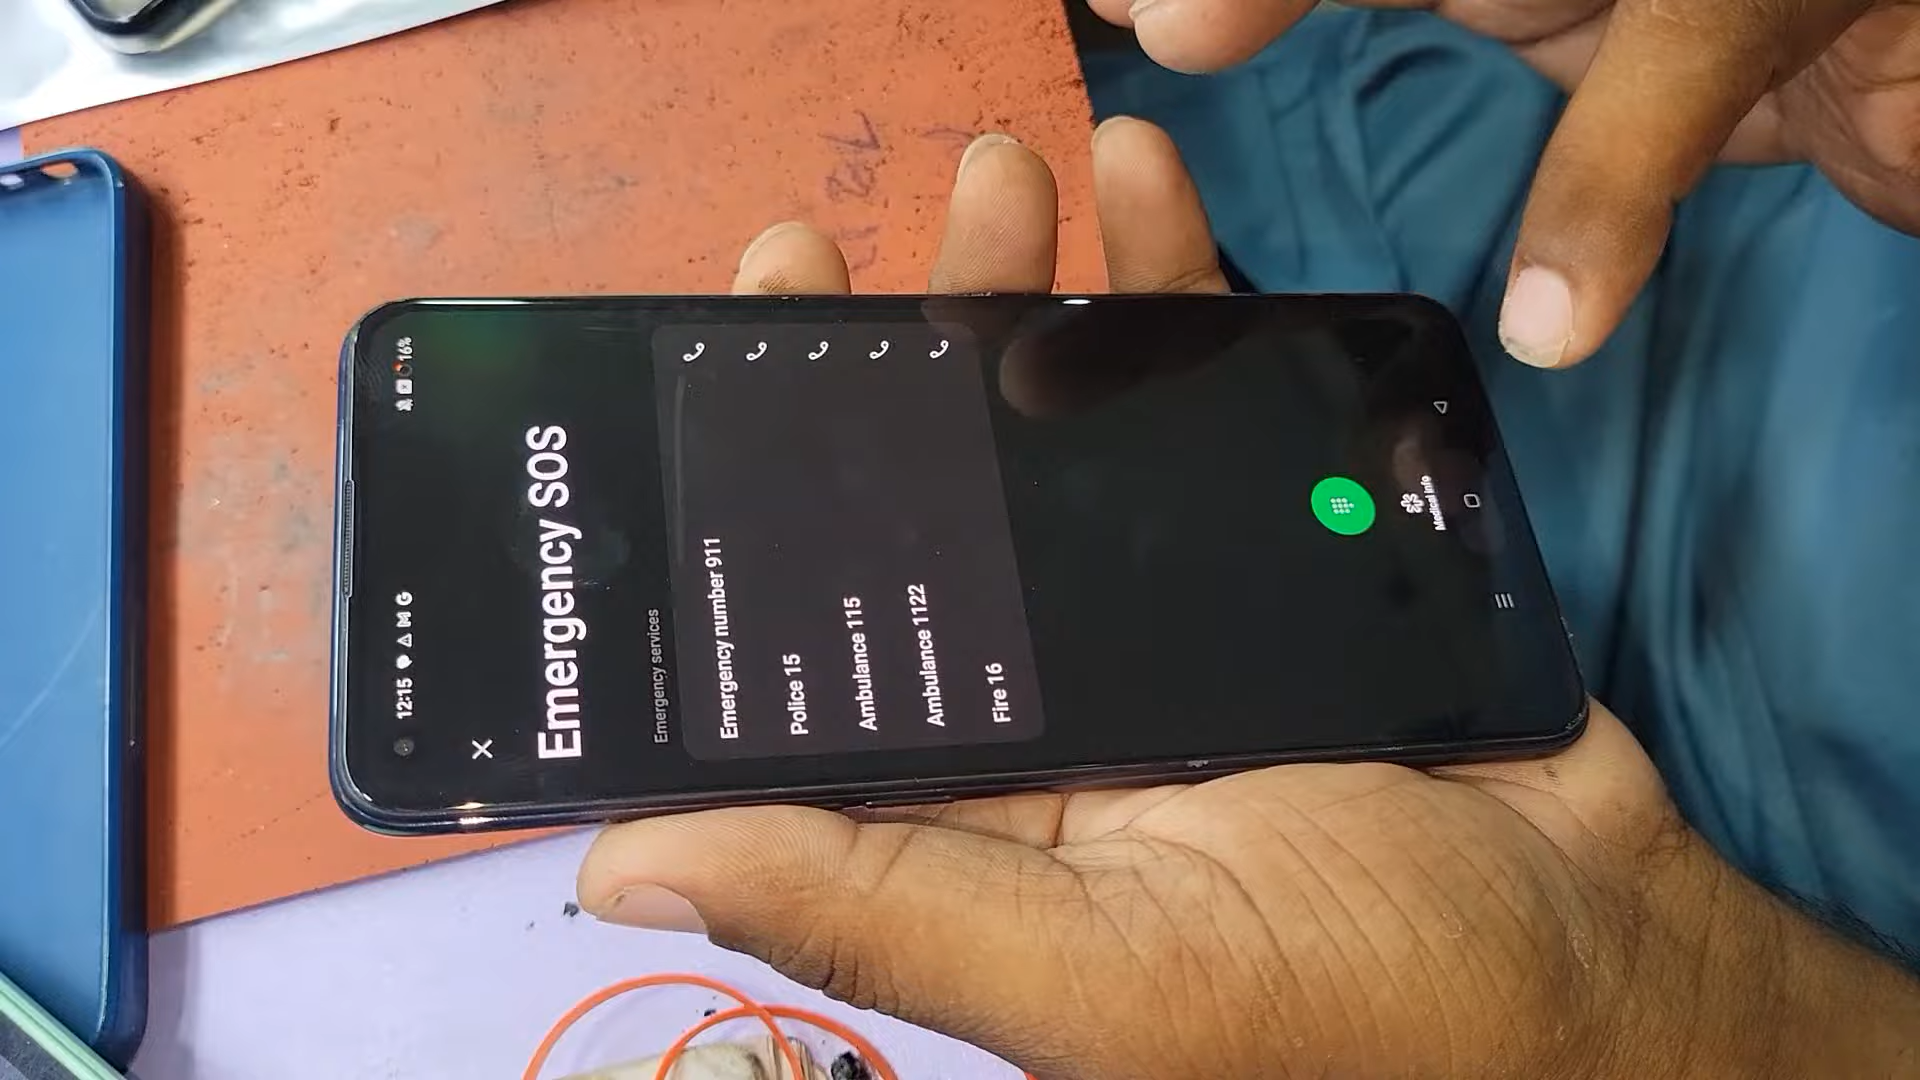 12:15
16%
Emergency SOS
Emergency services
Emergency number 911
Police 15
Ambulance 115
Ambulance 1122
Fire 16
Medical Info